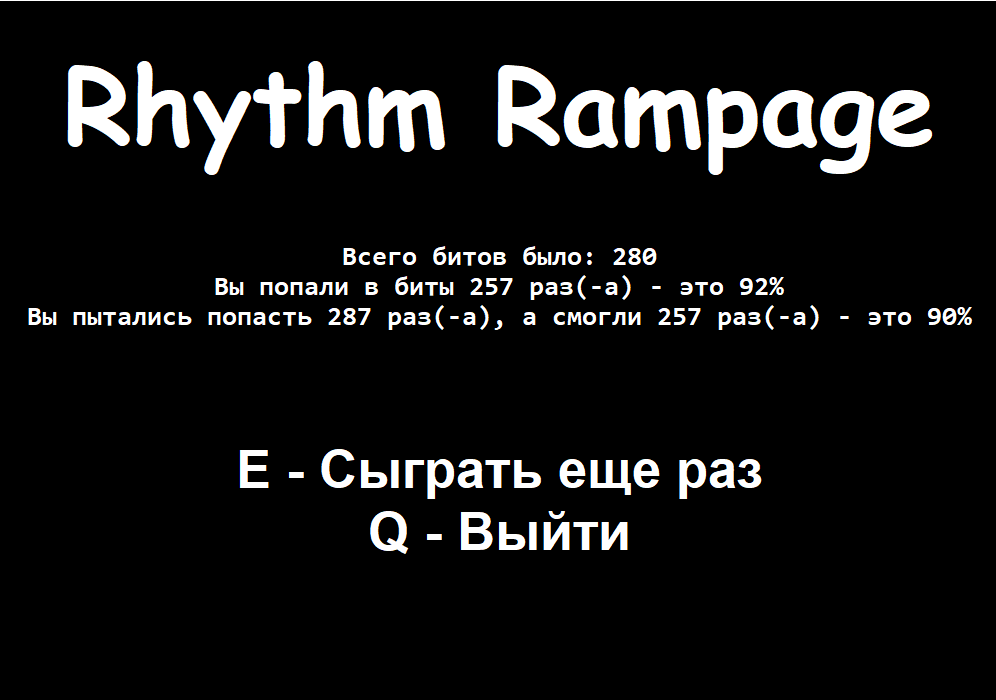 Rhythm Rampage
Всего битов было: 280
Вы попали в биты 257 раз(-а) - это 92%
Вы пытались попасть 287 раз(-а), а смогли 257 раз(-а) - это 90%
E - Сыграть еще раз
Q - Выйти